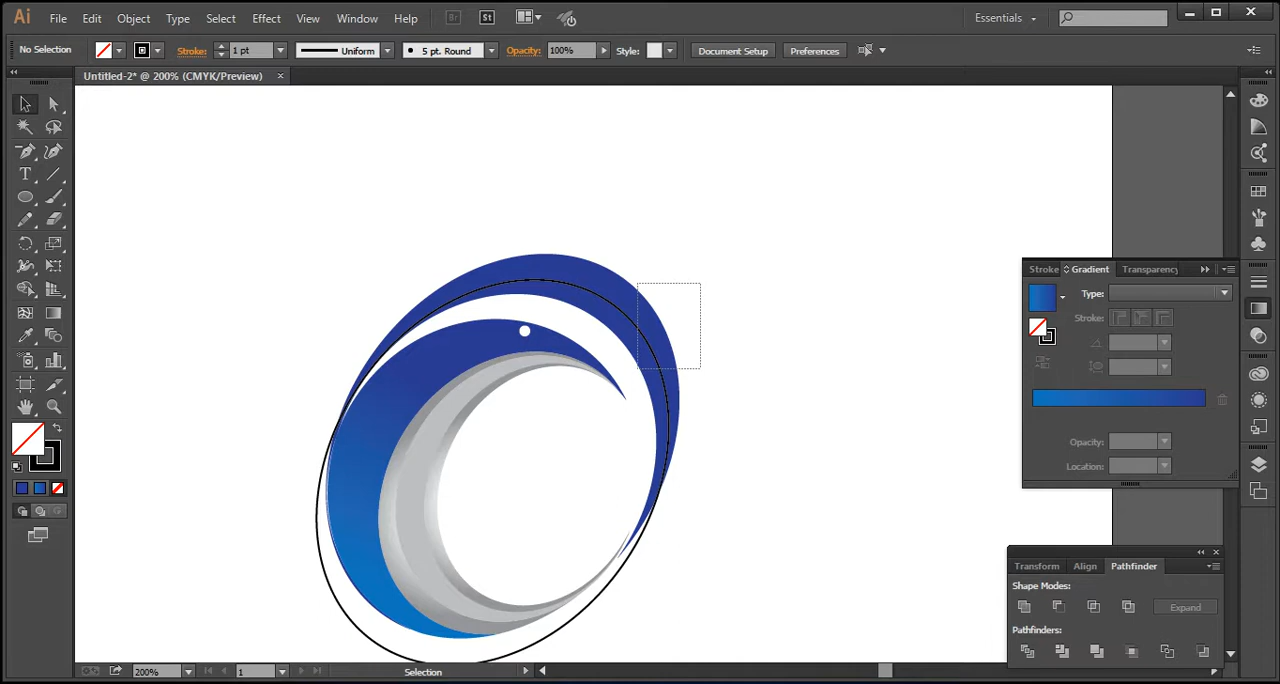 Ai File Edit Object Type Select Effect View Window Help Br St Essentials
No Selection Stroke: 1 pt Uniform 5 pt. Round Opacity: 100% Style: Document Setup Preferences
Untitled-2* @ 200% (CMYK/Preview)
Stroke Gradient Transparency
Type:
Stroke:
Opacity:
Location:
Transform Align Pathfinder
Shape Modes:
Expand
Pathfinders:
200% 1 Selection